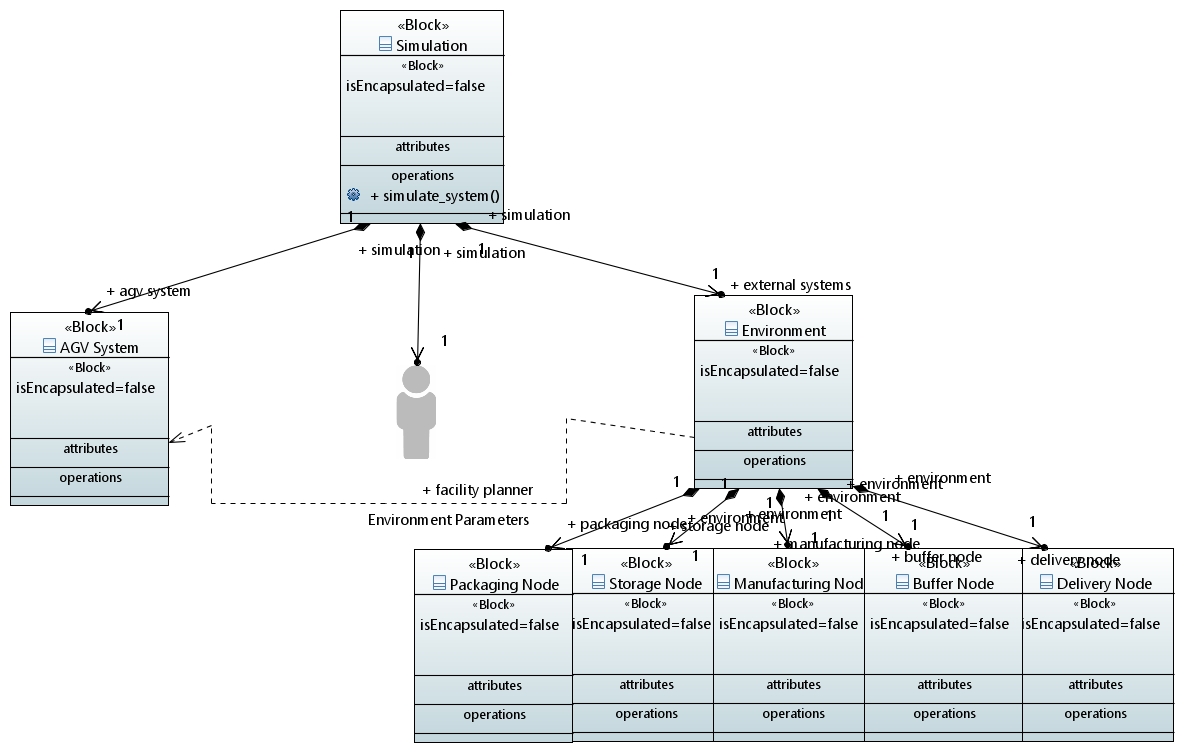 «Block»
Simulation
«Block»
isEncapsulated=false
attributes
operations
+ simulate_system()
1
+ simulation
+ simulation
1
+ simulation
1
+ agv system
1
1
1
+ external systems
«Block»
AGV System
«Block»
isEncapsulated=false
attributes
operations
«Block»
Environment
«Block»
isEncapsulated=false
attributes
operations
+ facility planner
Environment Parameters
1
1
1
1
1
+ environment
+ environment
+ environment
+ environment
+ environment
+ packaging node
+ storage node
+ manufacturing node
+ buffer node
+ delivery node
1
1
1
1
1
«Block»
Packaging Node
«Block»
isEncapsulated=false
attributes
operations
«Block»
Storage Node
«Block»
isEncapsulated=false
attributes
operations
«Block»
Manufacturing Nod
«Block»
isEncapsulated=false
attributes
operations
«Block»
Buffer Node
«Block»
isEncapsulated=false
attributes
operations
«Block»
Delivery Node
«Block»
isEncapsulated=false
attributes
operations